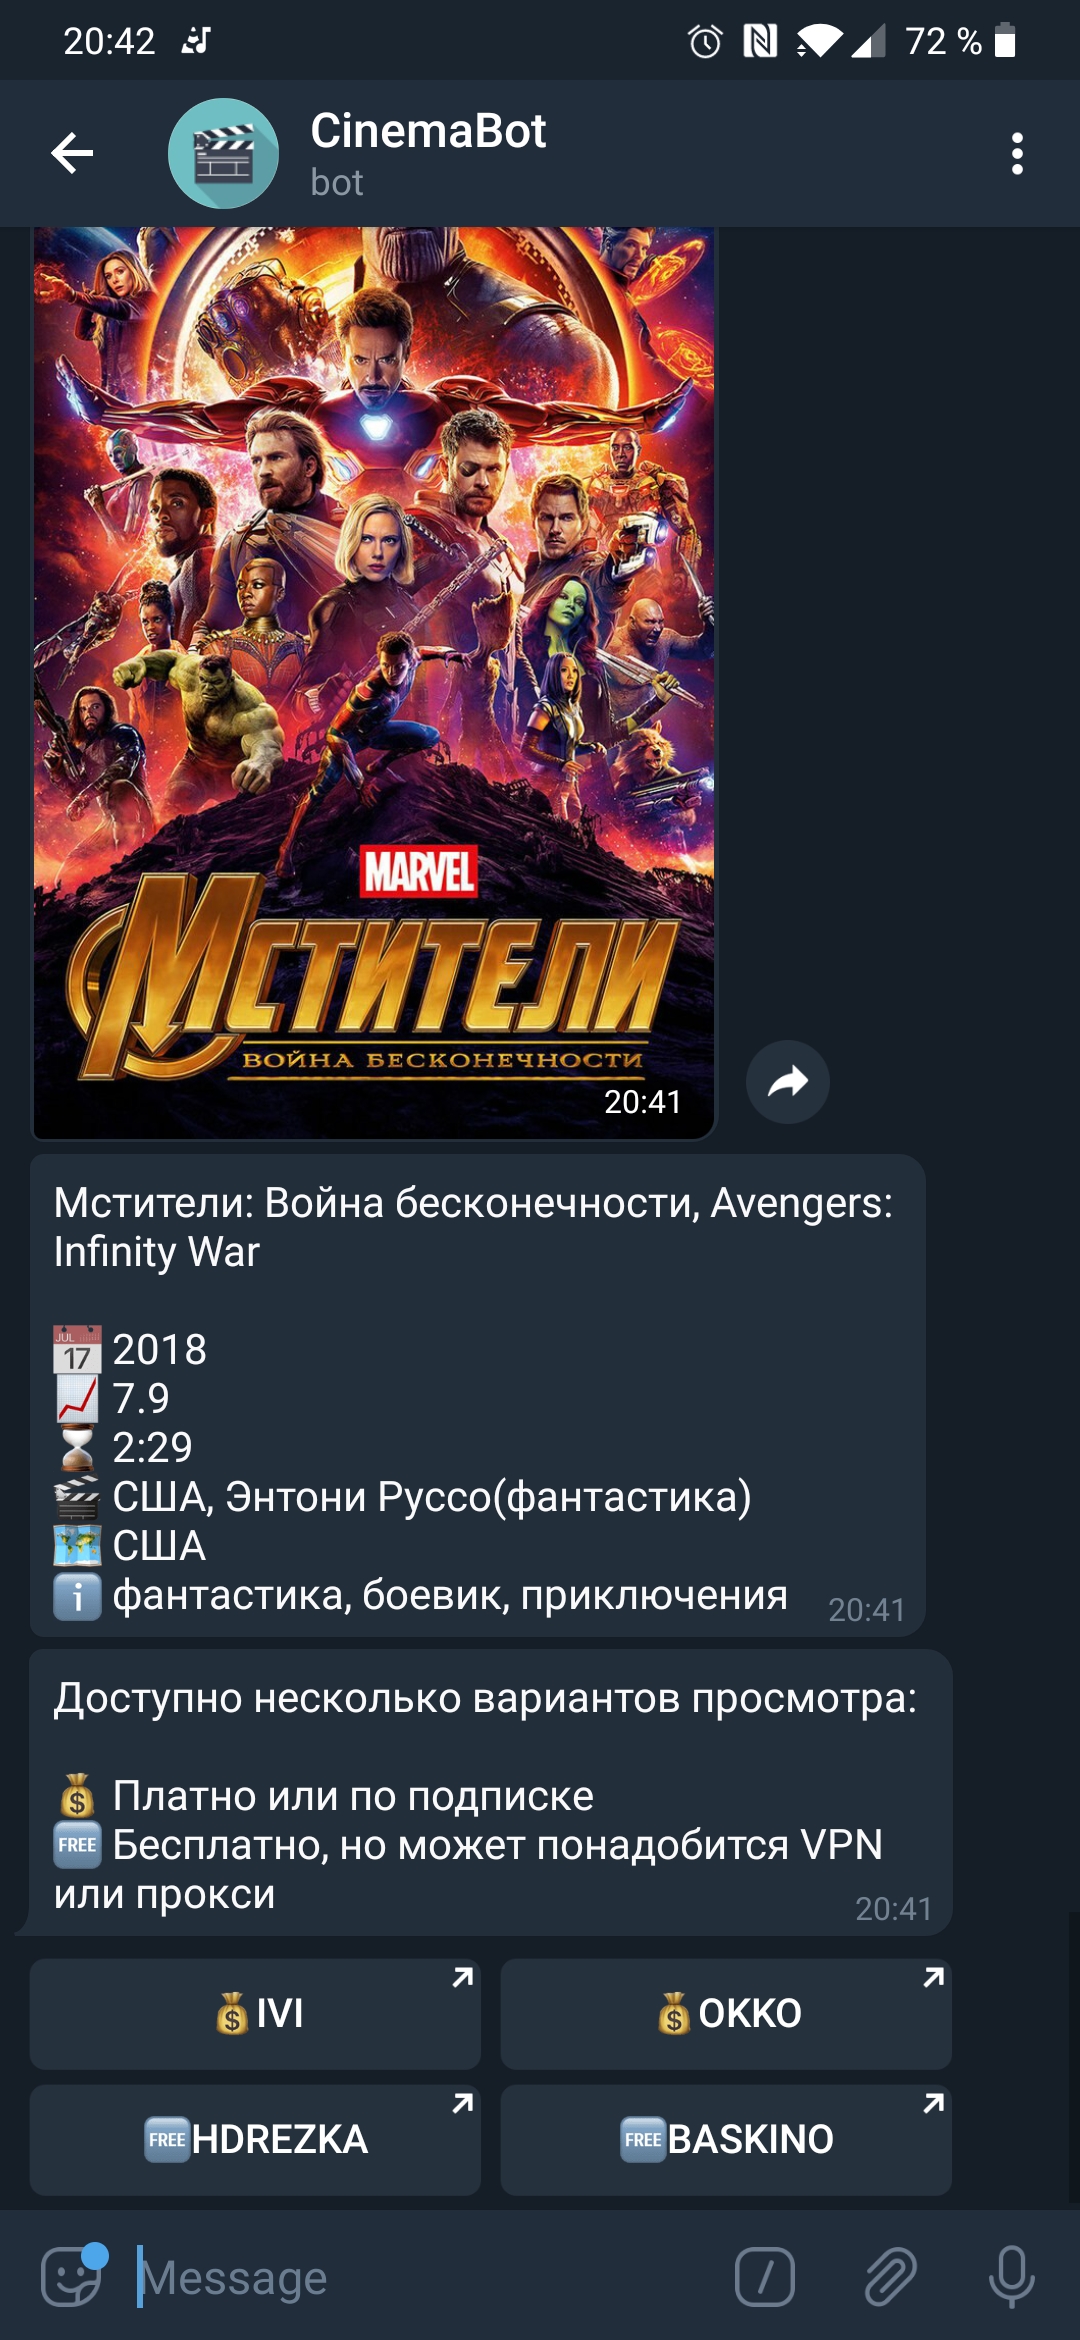 20:42
72 %
CinemaBot
bot
MARVEL
МСТИТЕЛИ
ВОЙНА БЕСКОНЕЧНОСТИ
20:41
Мстители: Война бесконечности, Avengers:
Infinity War
JUL
17
2018
7.9
2:29
США, Энтони Руссо(фантастика)
США
фантастика, боевик, приключения
20:41
Доступно несколько вариантов просмотра:
Платно или по подписке
FREE Бесплатно, но может понадобится VPN
или прокси
20:41
IVI
OKKO
FREE HDREZKA
FREE BASKINO
Message